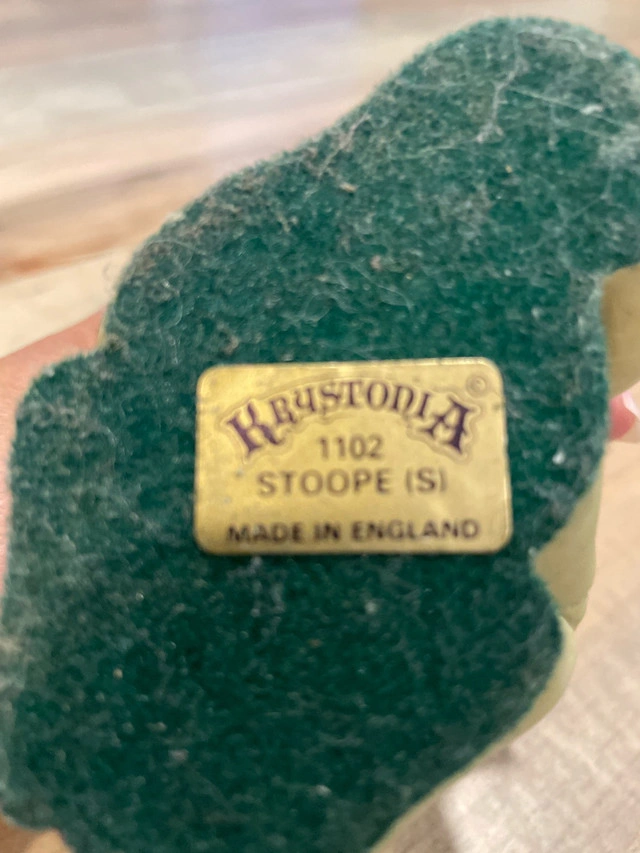 KRYSTONIA ©
1102
STOOPE (S)
MADE IN ENGLAND